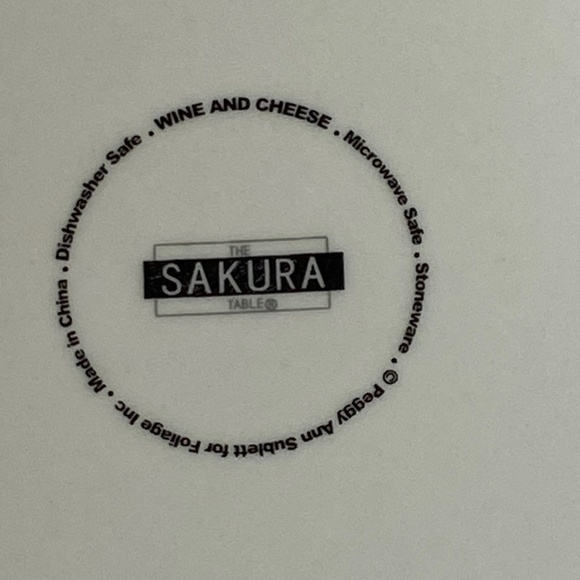 WINE AND CHEESE • Microwave Safe • Stoneware • © Peggy Ann Sublett for Foliage Inc • Made in China • Dishwasher Safe •
THE
SAKURA
TABLE®